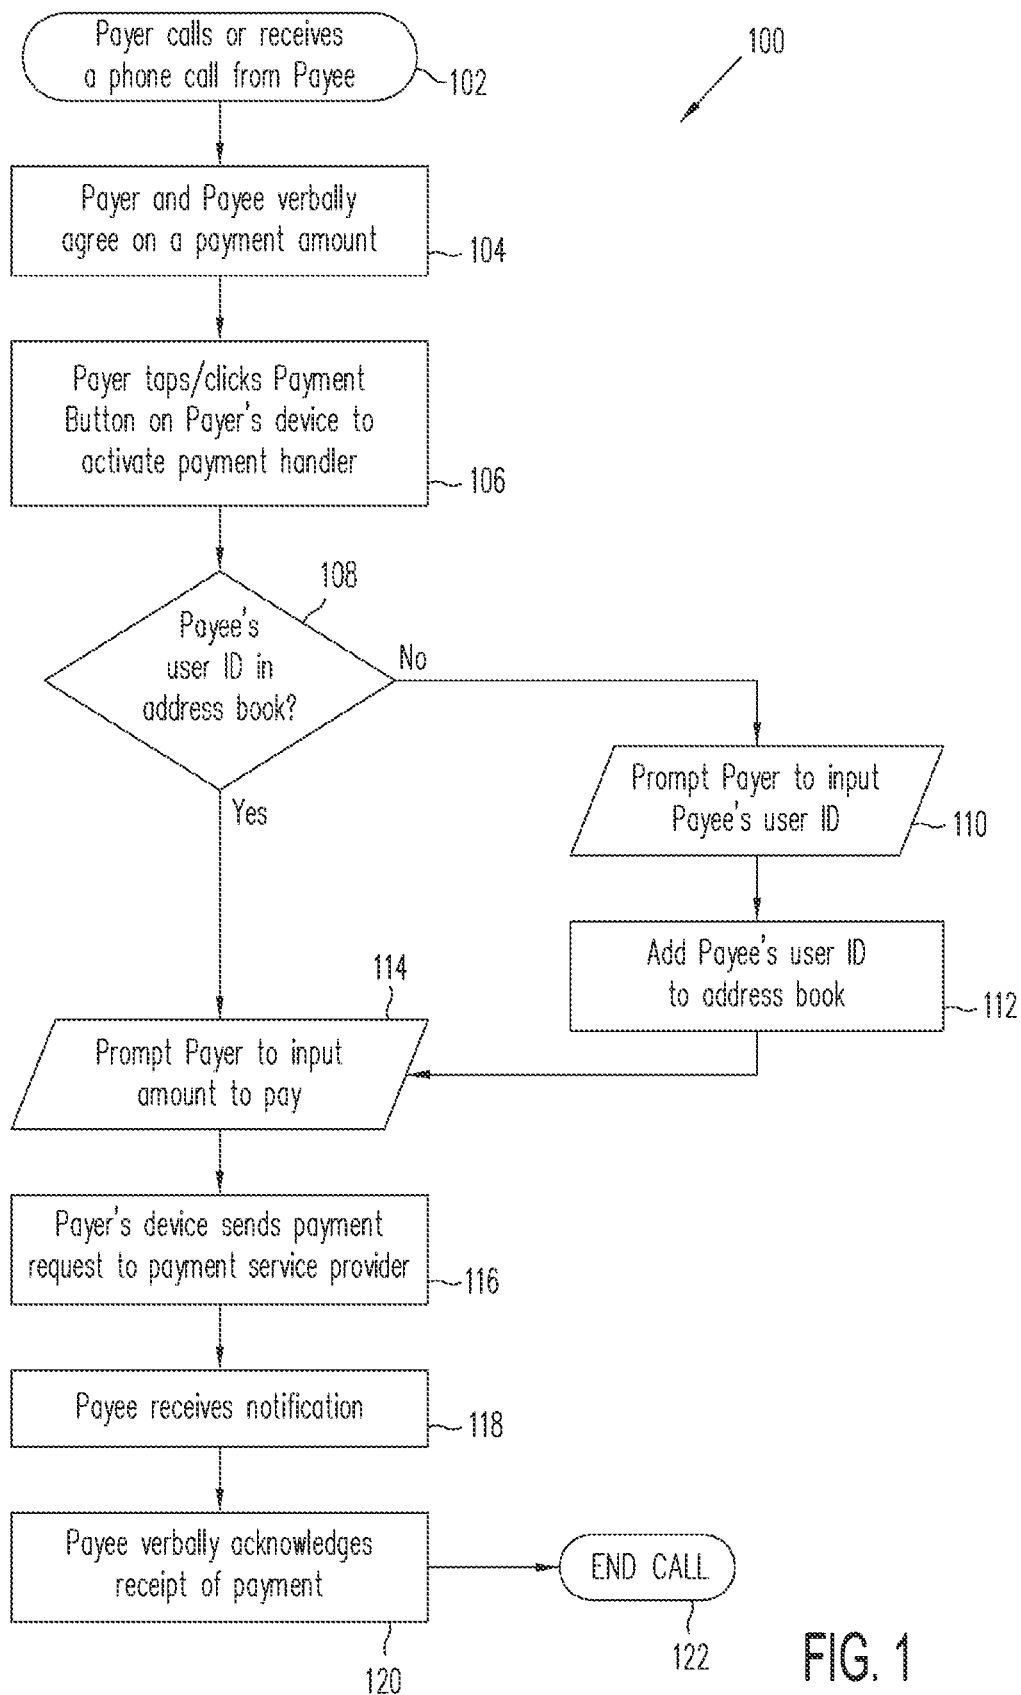 Payer calls or receives
a phone call from Payee
102
100
Payer and Payee verbally
agree on a payment amount
104
Payer taps/clicks Payment
Button on Payer's device to
activate payment handler
106
108
Payee's
user ID in
address book?
No
Yes
Prompt Payer to input
Payee's user ID
110
Add Payee's user ID
to address book
112
114
Prompt Payer to input
amount to pay
Payer's device sends payment
request to payment service provider
116
Payee receives notification
118
Payee verbally acknowledges
receipt of payment
120
END CALL
122
FIG. 1